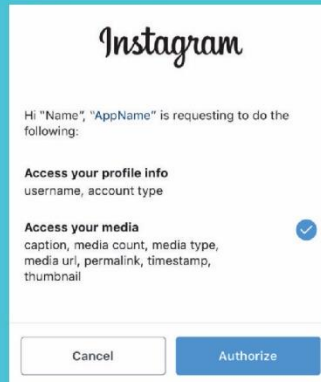 Instagram
Hi "Name", "AppName" is requesting to do the
following:
Access your profile info
username, account type
Access your media
caption, media count, media type,
media url, permalink, timestamp,
thumbnail
Cancel
Authorize